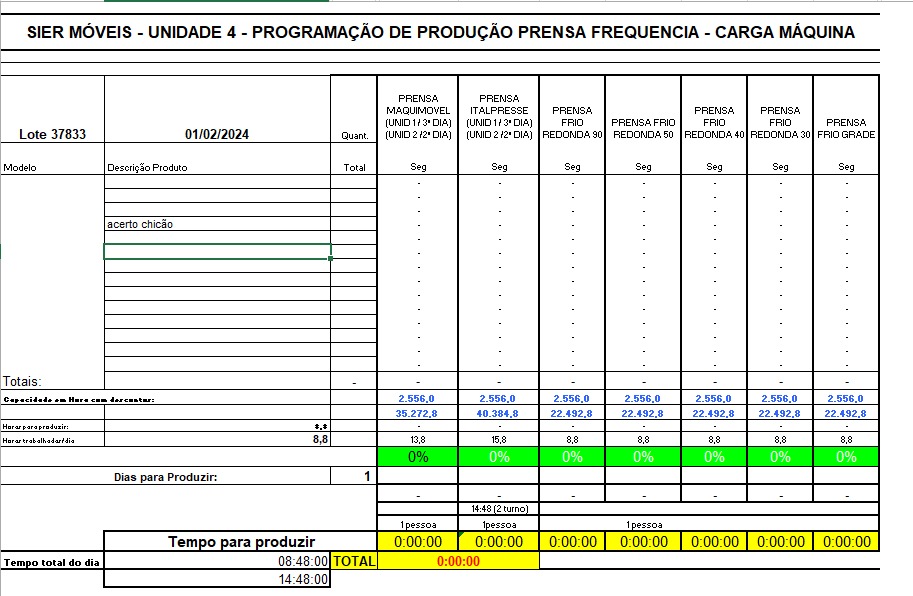 SIER MÓVEIS - UNIDADE 4 - PROGRAMAÇÃO DE PRODUÇÃO PRENSA FREQUENCIA - CARGA MÁQUINA
Lote 37833 01/02/2024 Quant. PRENSA MAQUIMOVEL (UNID 1 / 3ª DIA) (UNID 2 /2ª DIA) PRENSA ITALPRESSE (UNID 1 / 3ª DIA) (UNID 2 /2ª DIA) PRENSA FRIO REDONDA 90 PRENSA FRIO REDONDA 50 PRENSA FRIO REDONDA 40 PRENSA FRIO REDONDA 30 PRENSA FRIO GRADE
Modelo Descrição Produto Total Seg Seg Seg Seg Seg Seg Seg
- - - - - - -
- - - - - - -
- - - - - - -
acerto chicão - - - - - - -
- - - - - - -
- - - - - - -
- - - - - - -
- - - - - - -
- - - - - - -
- - - - - - -
- - - - - - -
- - - - - - -
- - - - - - -
- - - - - - -
Totais: - - - - - - - -
Capacidade em Hora com descontar: 2.556,0 2.556,0 2.556,0 2.556,0 2.556,0 2.556,0 2.556,0
35.272,8 40.384,8 22.492,8 22.492,8 22.492,8 22.492,8 22.492,8
Horas para produzir: 8,8 - - - - - - -
Horas trabalhadas/dia 8,8 13,8 15,8 8,8 8,8 8,8 8,8 8,8
0% 0% 0% 0% 0% 0% 0%
Dias para Produzir: 1
- - - - - - -
14:48 (2 turno)
1 pessoa 1 pessoa 1 pessoa
Tempo para produzir 0:00:00 0:00:00 0:00:00 0:00:00 0:00:00 0:00:00 0:00:00
Tempo total do dia 08:48:00 TOTAL 0:00:00
14:48:00